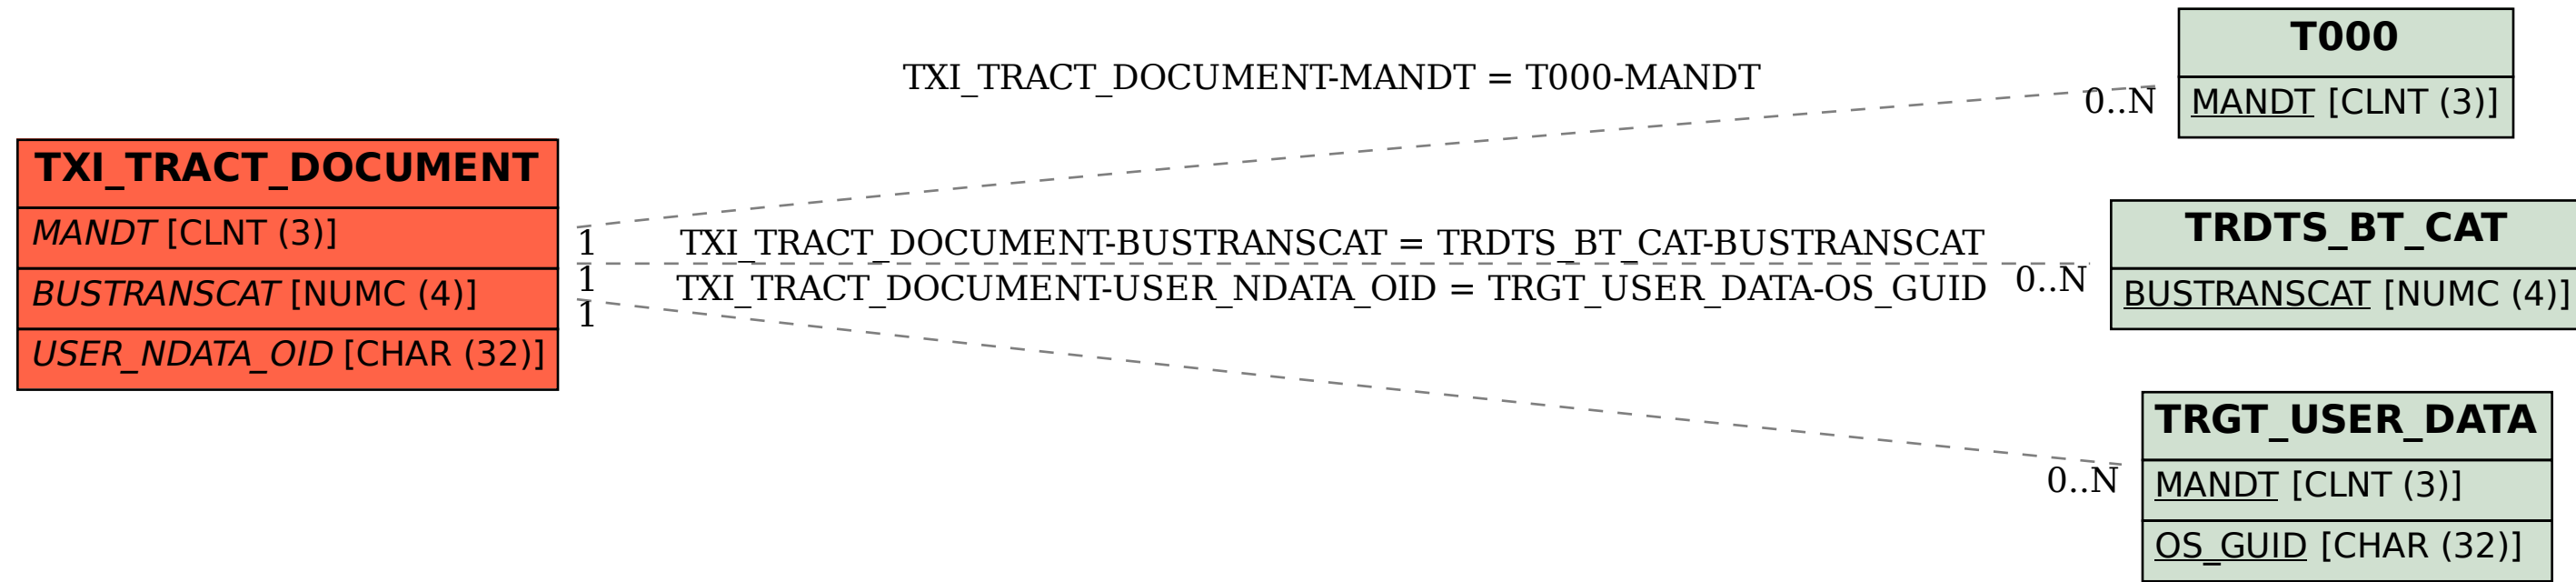 TXI_TRACT_DOCUMENT
MANDT [CLNT (3)]
BUSTRANSCAT [NUMC (4)]
USER_NDATA_OID [CHAR (32)]
TXI_TRACT_DOCUMENT-MANDT = T000-MANDT
0..N
1
TXI_TRACT_DOCUMENT-BUSTRANSCAT = TRDTS_BT_CAT-BUSTRANSCAT
0..N
1
TXI_TRACT_DOCUMENT-USER_NDATA_OID = TRGT_USER_DATA-OS_GUID
0..N
1
T000
MANDT [CLNT (3)]
TRDTS_BT_CAT
BUSTRANSCAT [NUMC (4)]
TRGT_USER_DATA
MANDT [CLNT (3)]
OS_GUID [CHAR (32)]